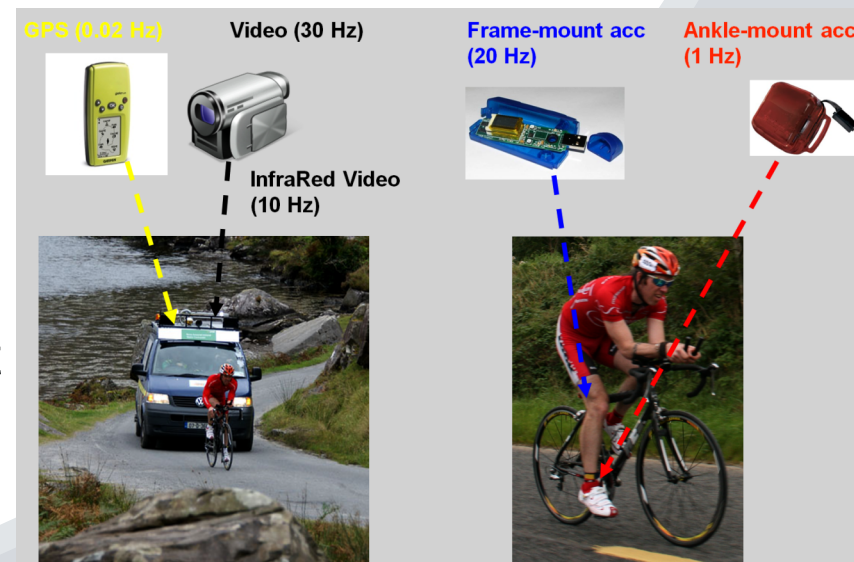 GPS (0.02 Hz)
Video (30 Hz)
InfraRed Video
(10 Hz)
Frame-mount acc
(20 Hz)
Ankle-mount acc
(1 Hz)